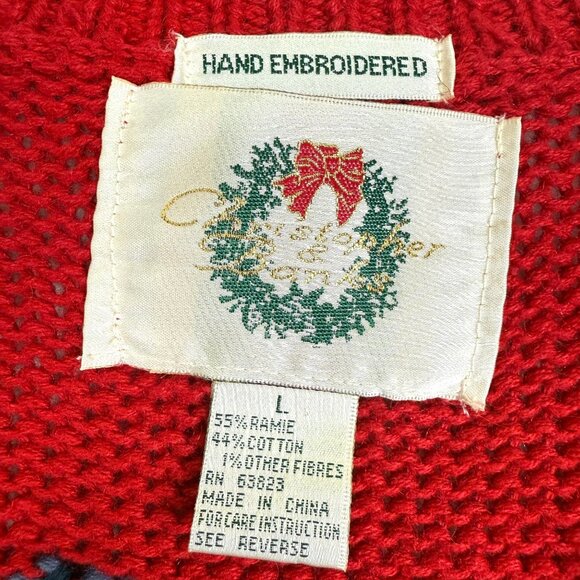 HAND EMBROIDERED
Christopher
&
Banks
L
55% RAMIE
44% COTTON
1% OTHER FIBRES
RN 63823
MADE IN CHINA
FOR CARE INSTRUCTION
SEE REVERSE